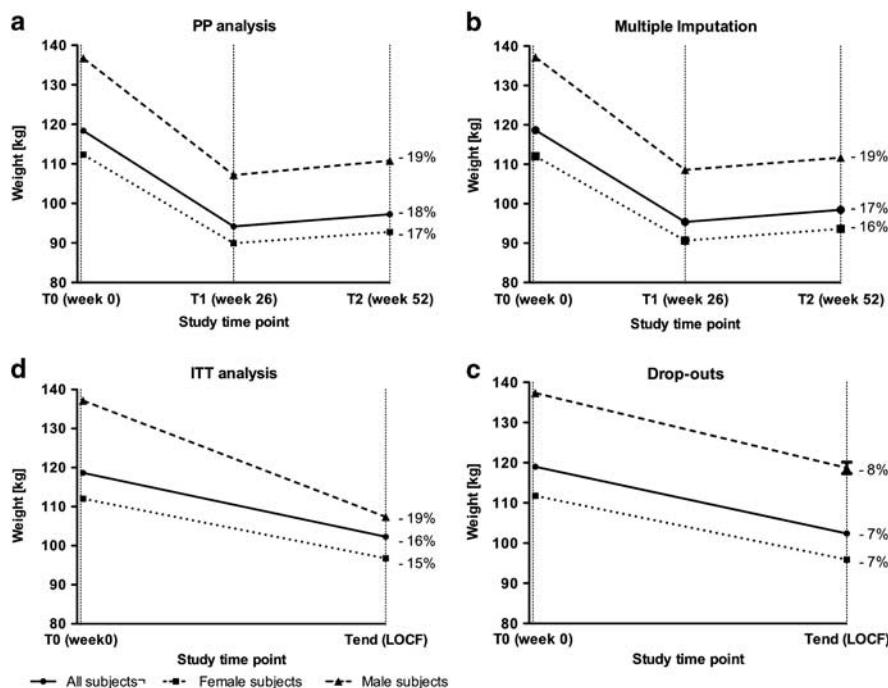 a PP analysis
Weight [kg]
140
130
120
110
100
90
80
- 19%
- 18%
- 17%
T0 (week 0) T1 (week 26) T2 (week 52)
Study time point
b Multiple Imputation
Weight [kg]
140
130
120
110
100
90
80
- 19%
- 17%
- 16%
T0 (week 0) T1 (week 26) T2 (week 52)
Study time point
d ITT analysis
Weight [kg]
140
130
120
110
100
90
80
- 19%
- 16%
- 15%
T0 (week0) Tend (LOCF)
Study time point
c Drop-outs
Weight [kg]
140
130
120
110
100
90
80
- 8%
- 7%
- 7%
T0 (week 0) Tend (LOCF)
Study time point
All subjects¬ Female subjects Male subjects